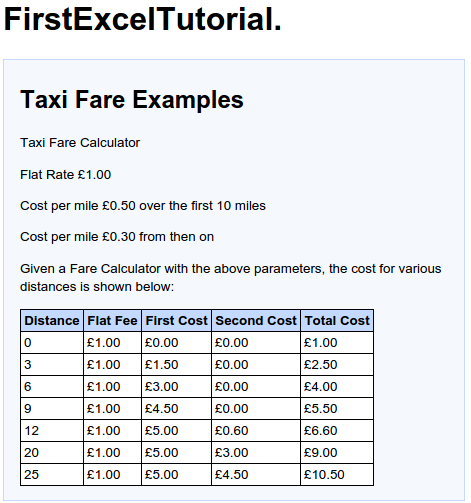 FirstExcelTutorial.
Taxi Fare Examples
Taxi Fare Calculator
Flat Rate £1.00
Cost per mile £0.50 over the first 10 miles
Cost per mile £0.30 from then on
Given a Fare Calculator with the above parameters, the cost for various
distances is shown below:
Distance Flat Fee First Cost Second Cost Total Cost
0 £1.00 £0.00 £0.00 £1.00
3 £1.00 £1.50 £0.00 £2.50
6 £1.00 £3.00 £0.00 £4.00
9 £1.00 £4.50 £0.00 £5.50
12 £1.00 £5.00 £0.60 £6.60
20 £1.00 £5.00 £3.00 £9.00
25 £1.00 £5.00 £4.50 £10.50